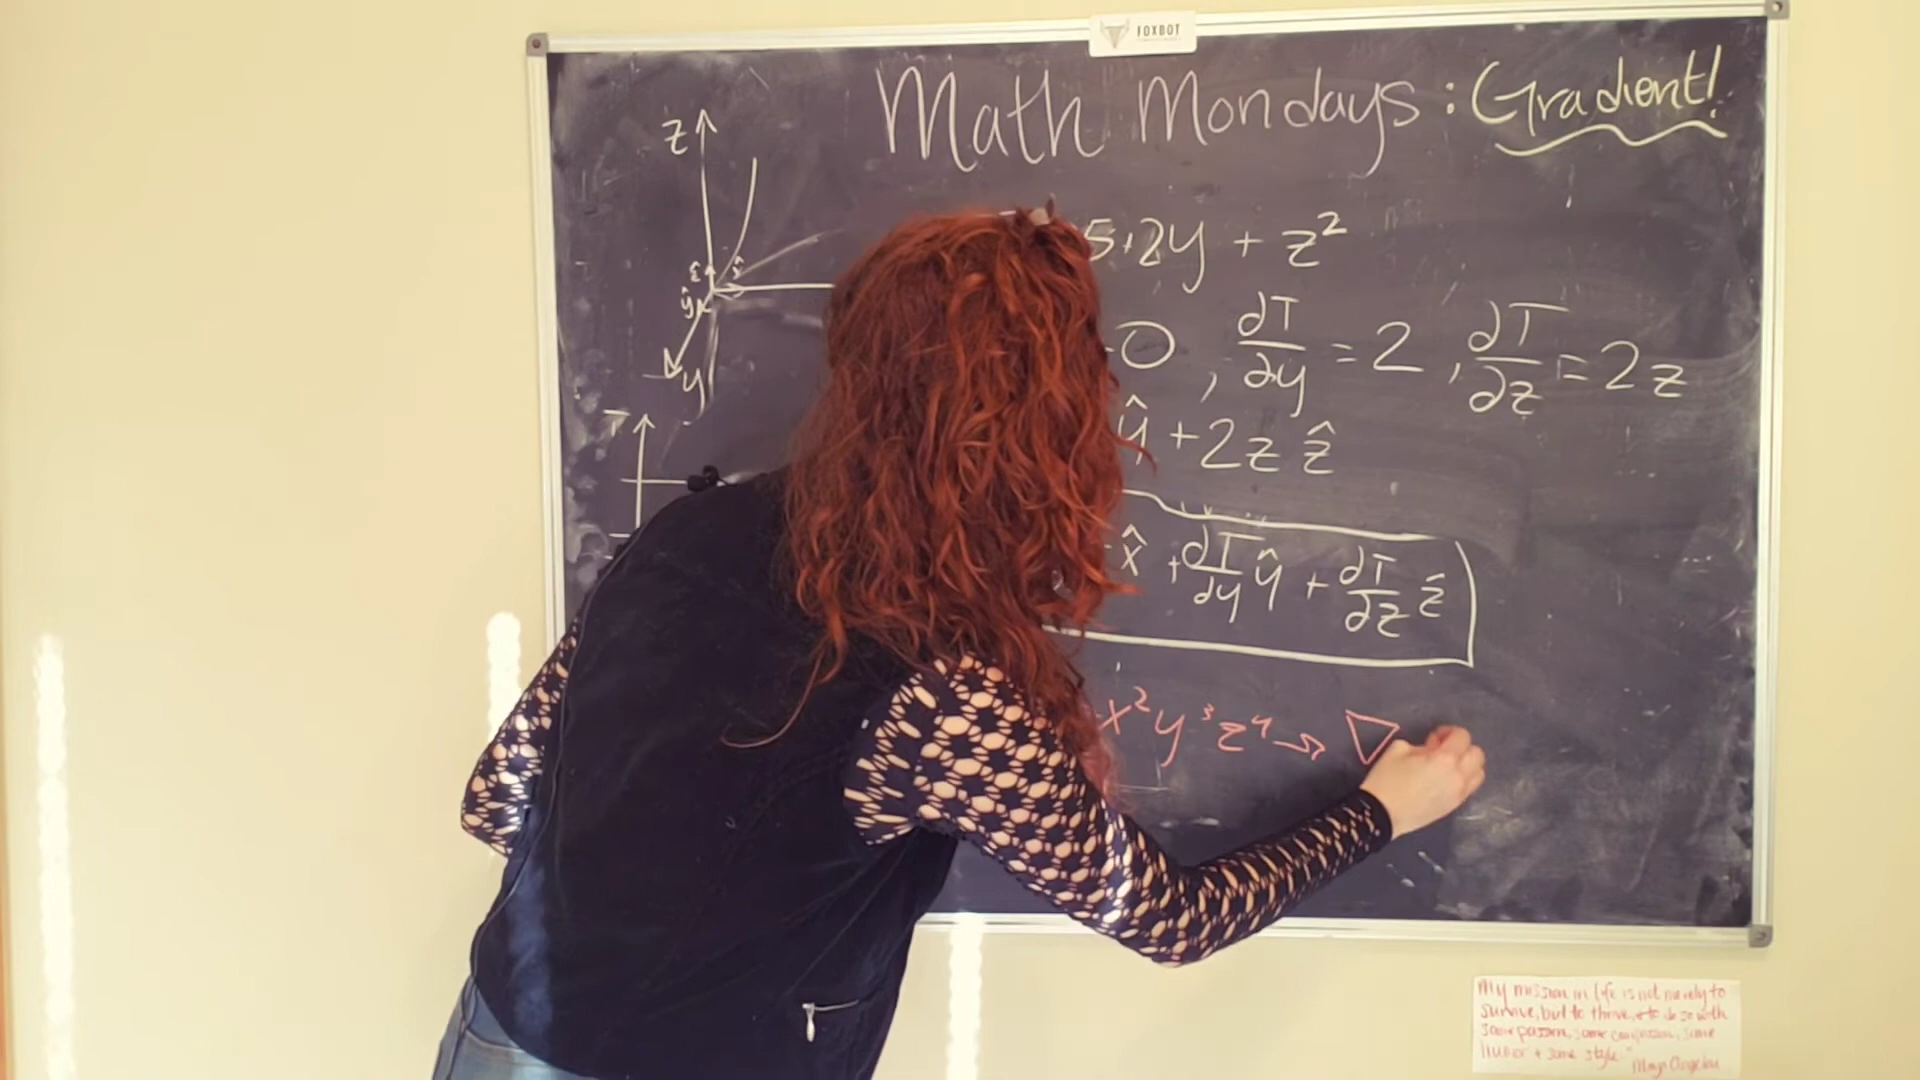 FOXBOT
Math Mondays: Gradient!
z
5+2y + z²
ŷ
0, ∂T/∂y = 2, ∂T/∂z = 2z
y
ŷ + 2z ẑ
T
x̂ + ∂T/∂y ŷ + ∂T/∂z ẑ
x²y³z⁴ → ∇
"My mission in life is not merely to
survive, but to thrive, & to do so with
some passion, some compassion, some
humor & some style"
Maya Angelou